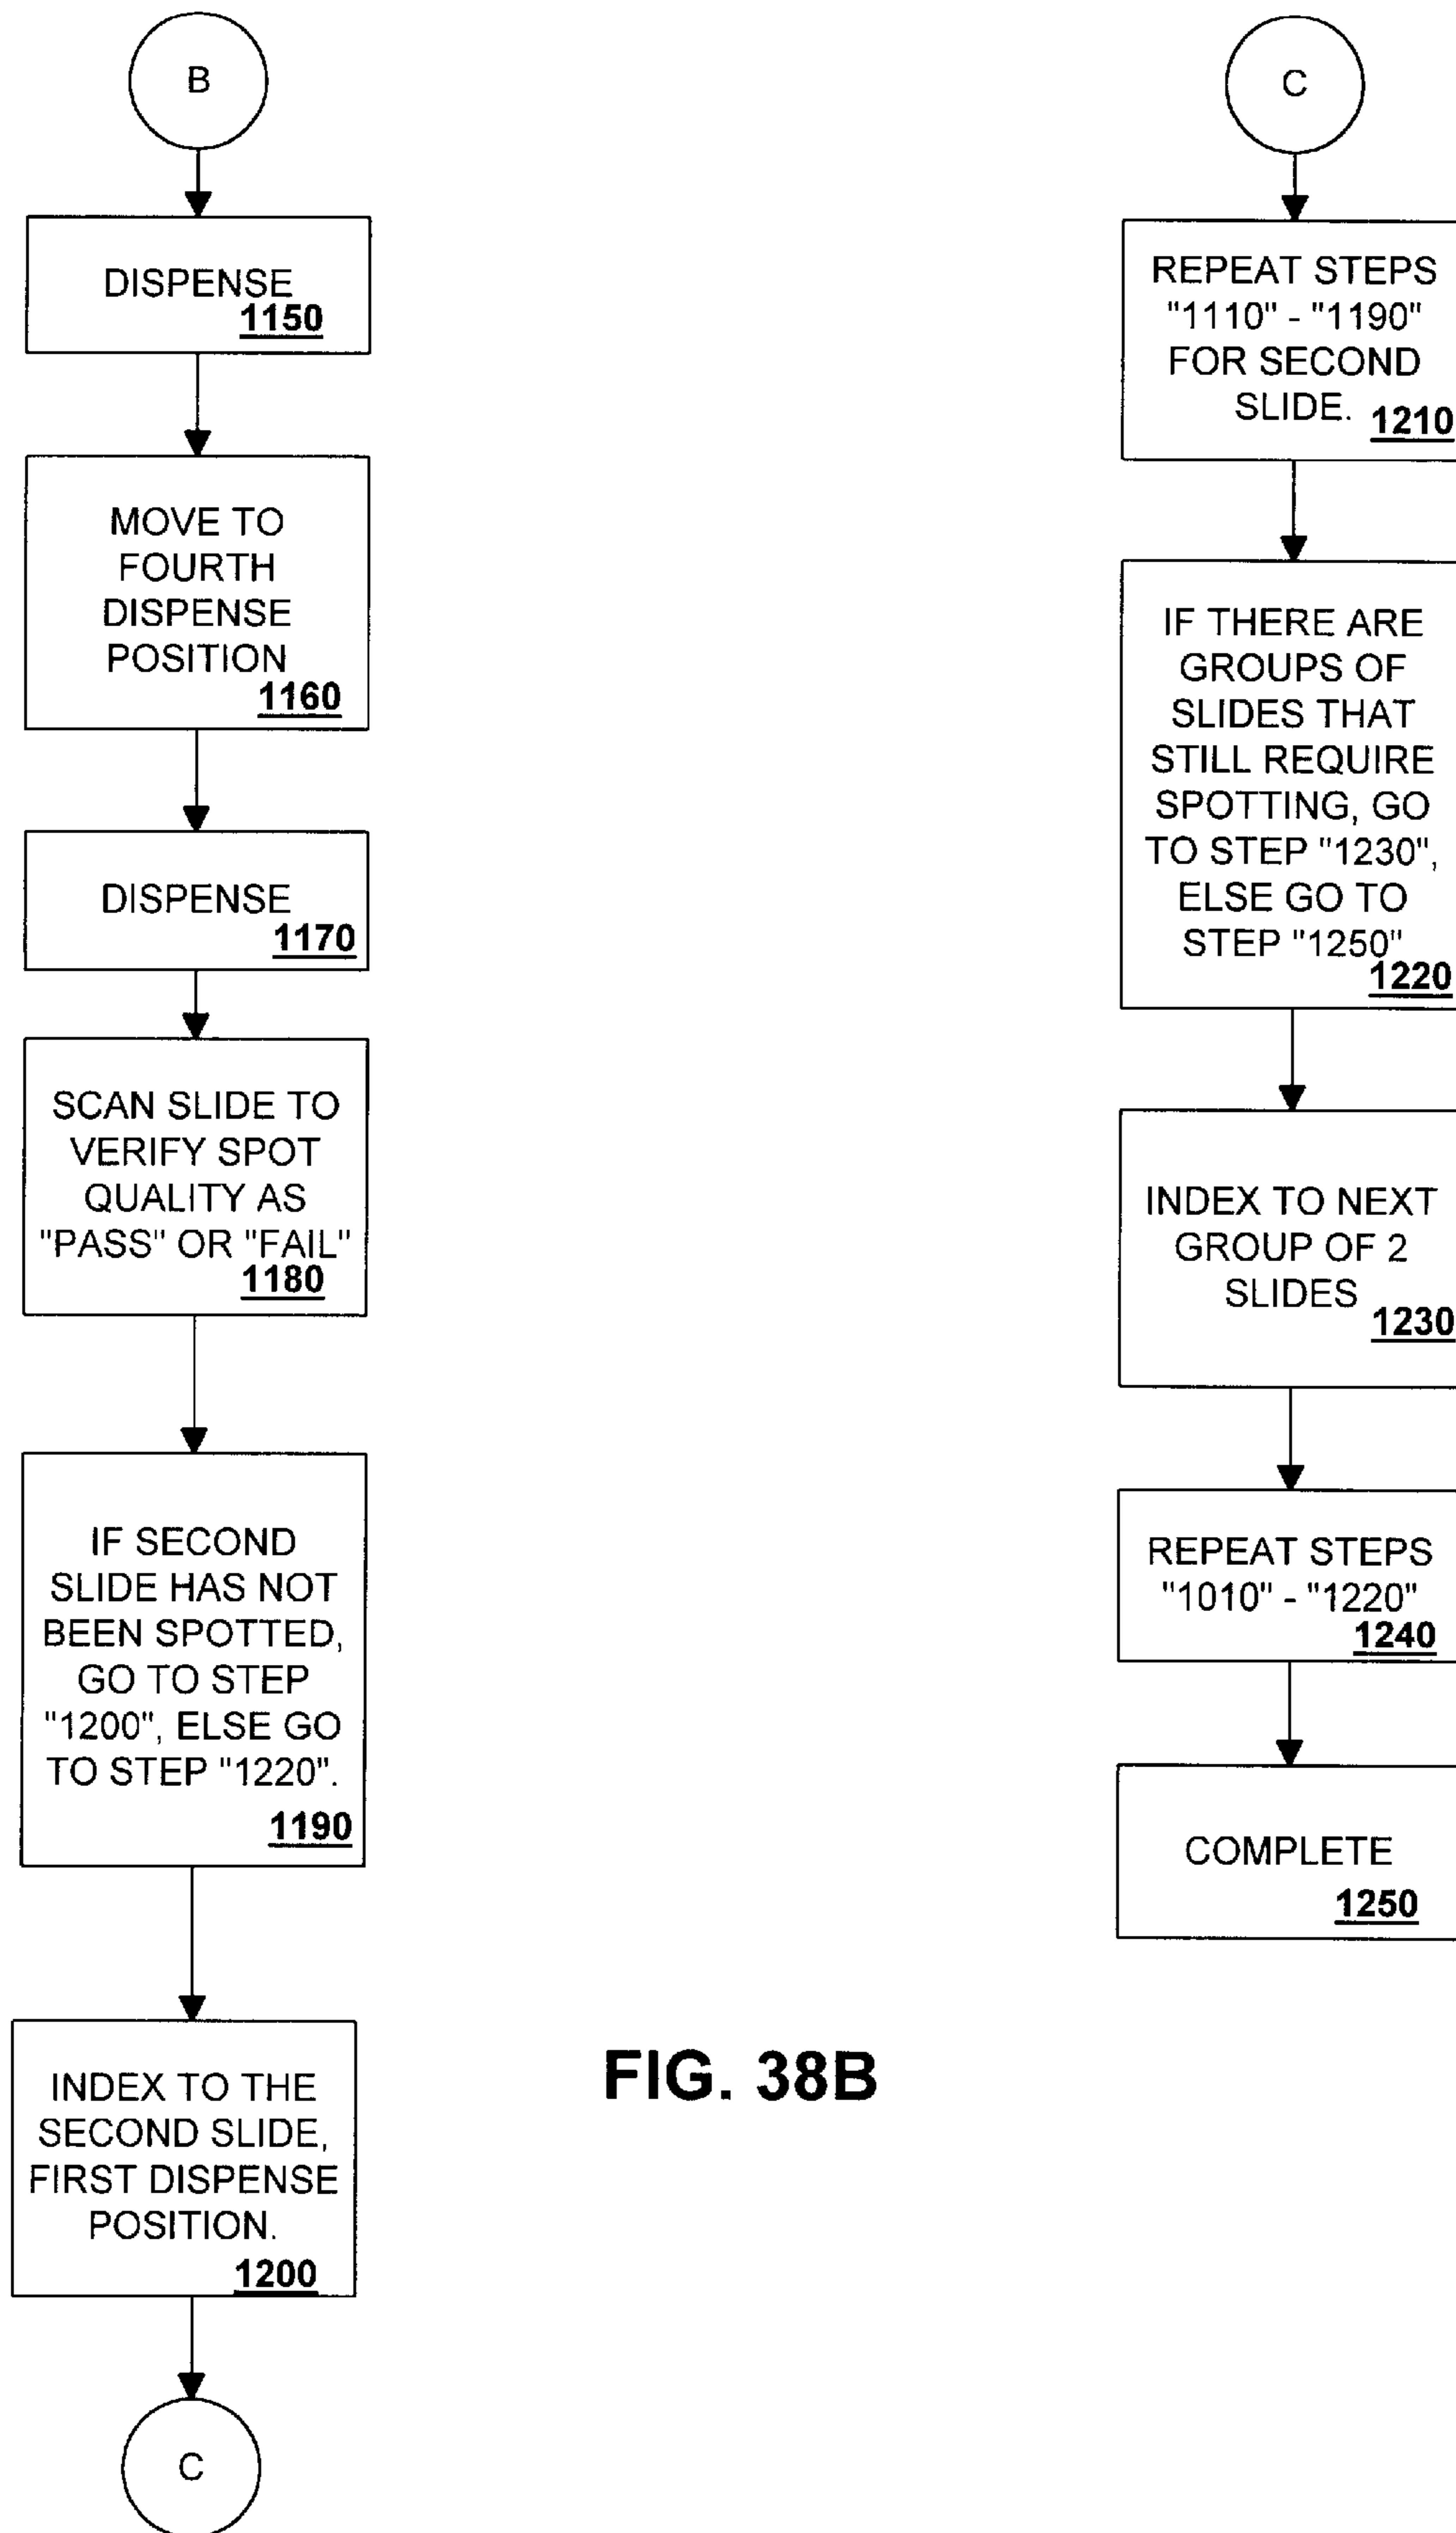 B
DISPENSE
1150
MOVE TO
FOURTH
DISPENSE
POSITION
1160
DISPENSE
1170
SCAN SLIDE TO
VERIFY SPOT
QUALITY AS
"PASS" OR "FAIL"
1180
IF SECOND
SLIDE HAS NOT
BEEN SPOTTED,
GO TO STEP
"1200", ELSE GO
TO STEP "1220".
1190
INDEX TO THE
SECOND SLIDE,
FIRST DISPENSE
POSITION.
1200
C
C
REPEAT STEPS
"1110" - "1190"
FOR SECOND
SLIDE.
1210
IF THERE ARE
GROUPS OF
SLIDES THAT
STILL REQUIRE
SPOTTING, GO
TO STEP "1230",
ELSE GO TO
STEP "1250"
1220
INDEX TO NEXT
GROUP OF 2
SLIDES
1230
REPEAT STEPS
"1010" - "1220"
1240
COMPLETE
1250
FIG. 38B